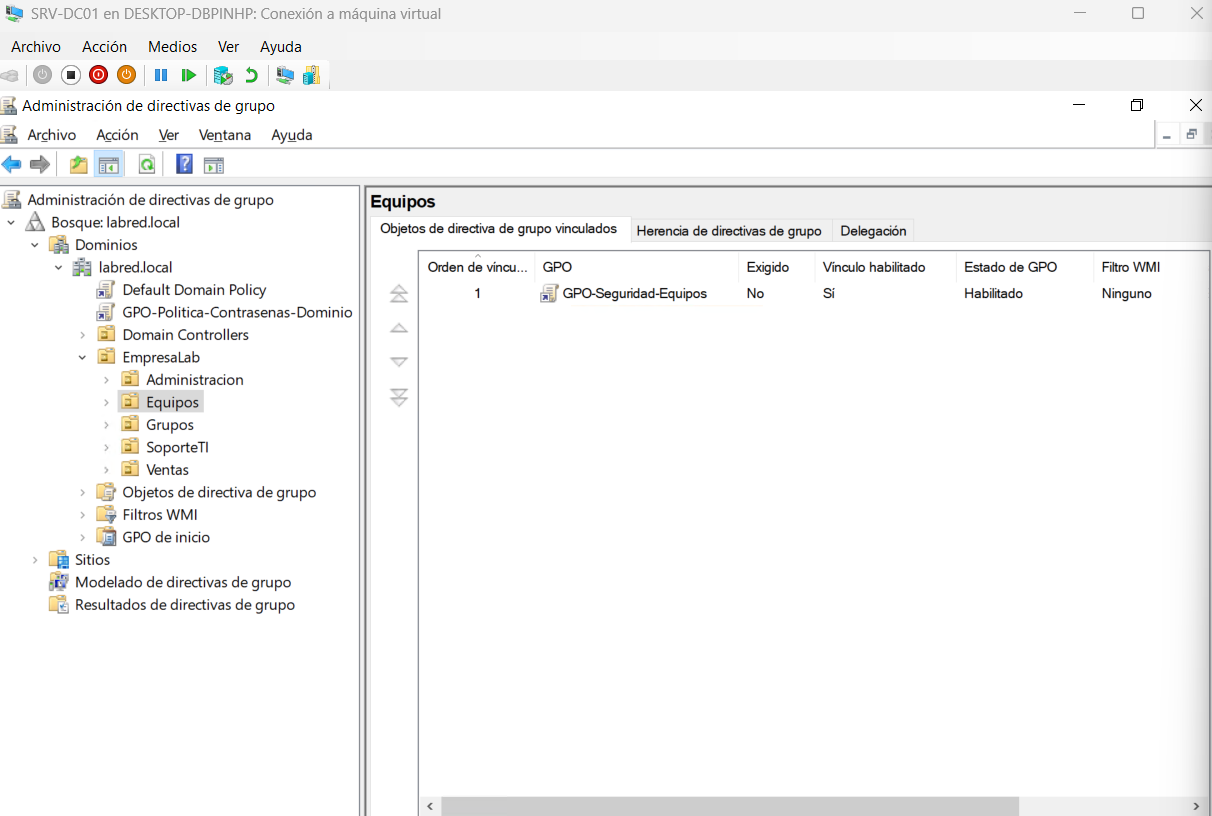 SRV-DC01 en DESKTOP-DBPINHP: Conexión a máquina virtual
Archivo Acción Medios Ver Ayuda
Administración de directivas de grupo
Archivo Acción Ver Ventana Ayuda
Administración de directivas de grupo
Bosque: labred.local
Dominios
labred.local
Default Domain Policy
GPO-Politica-Contrasenas-Dominio
Domain Controllers
EmpresaLab
Administracion
Equipos
Grupos
SoporteTI
Ventas
Objetos de directiva de grupo
Filtros WMI
GPO de inicio
Sitios
Modelado de directivas de grupo
Resultados de directivas de grupo
Equipos
Objetos de directiva de grupo vinculados Herencia de directivas de grupo Delegación
Orden de víncu... GPO Exigido Vínculo habilitado Estado de GPO Filtro WMI
1 GPO-Seguridad-Equipos No Sí Habilitado Ninguno